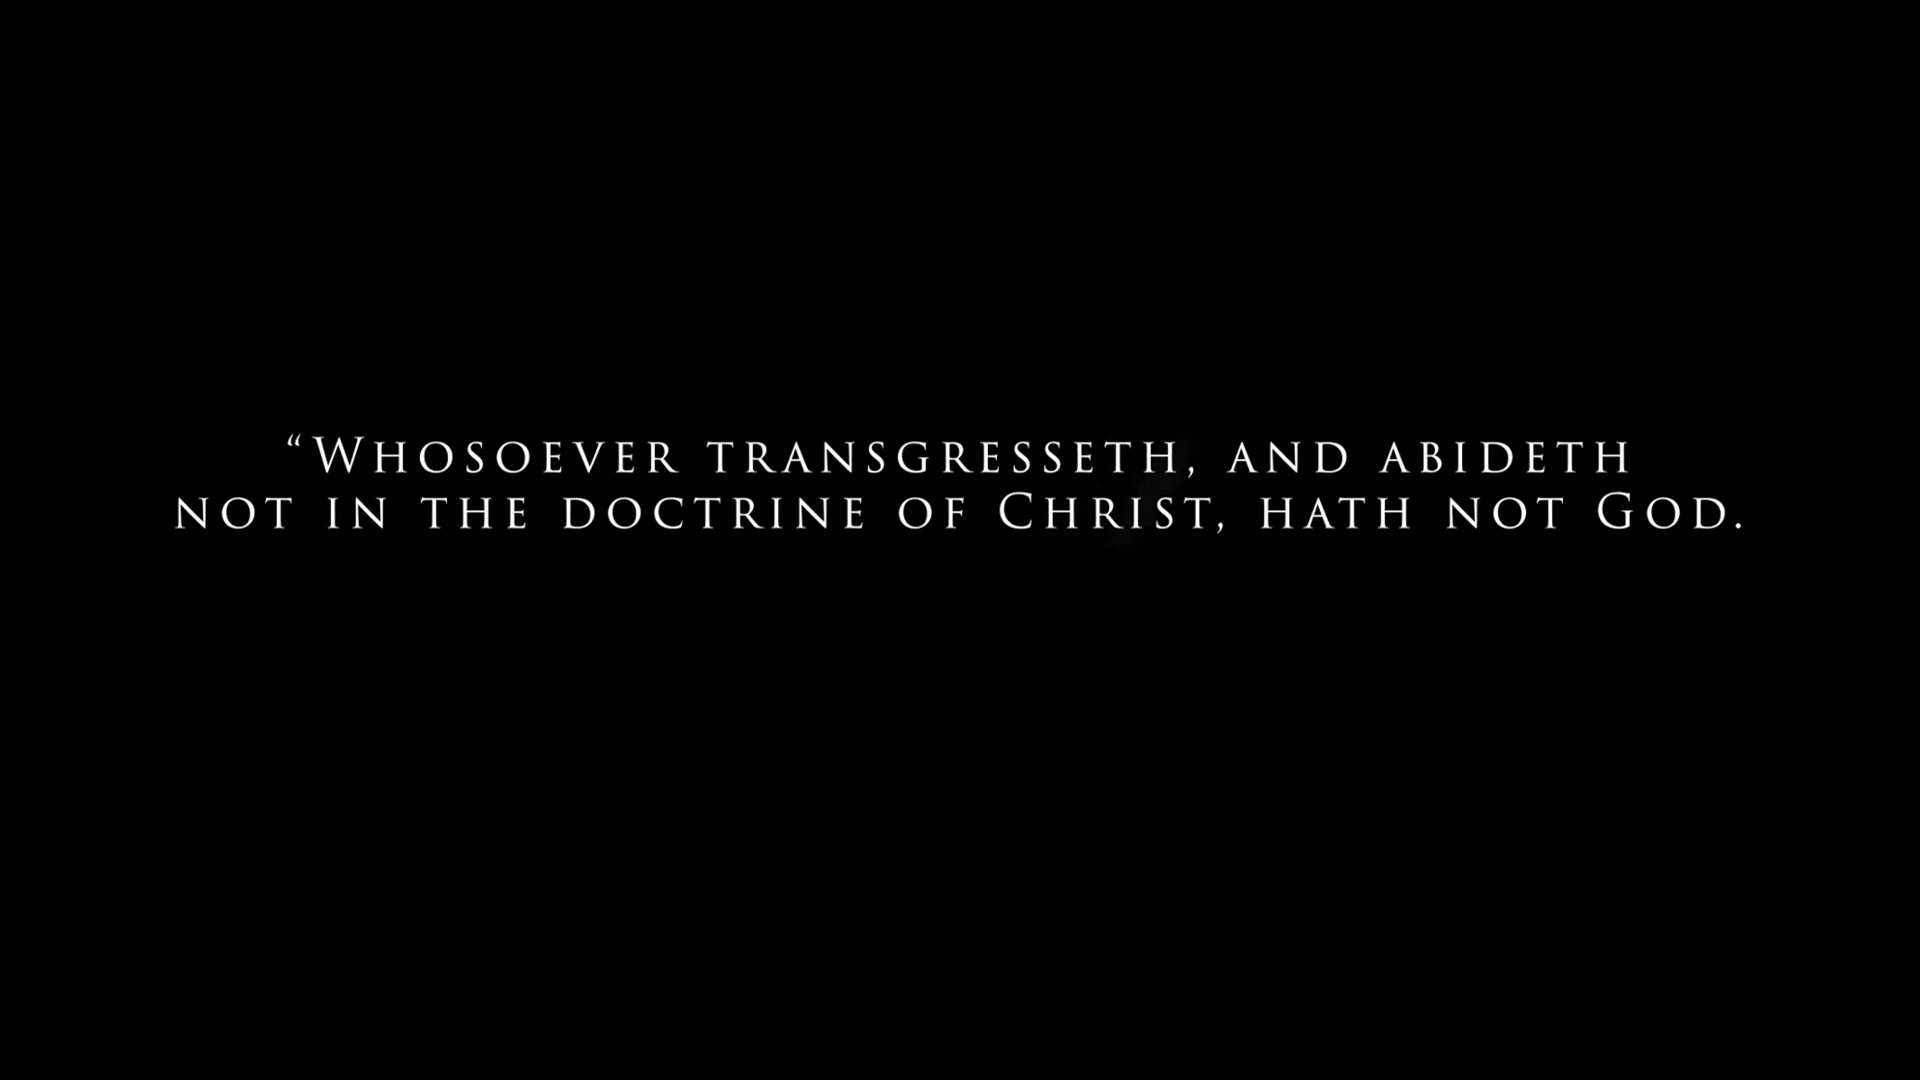 “Whosoever transgresseth, and abideth
not in the doctrine of Christ, hath not God.